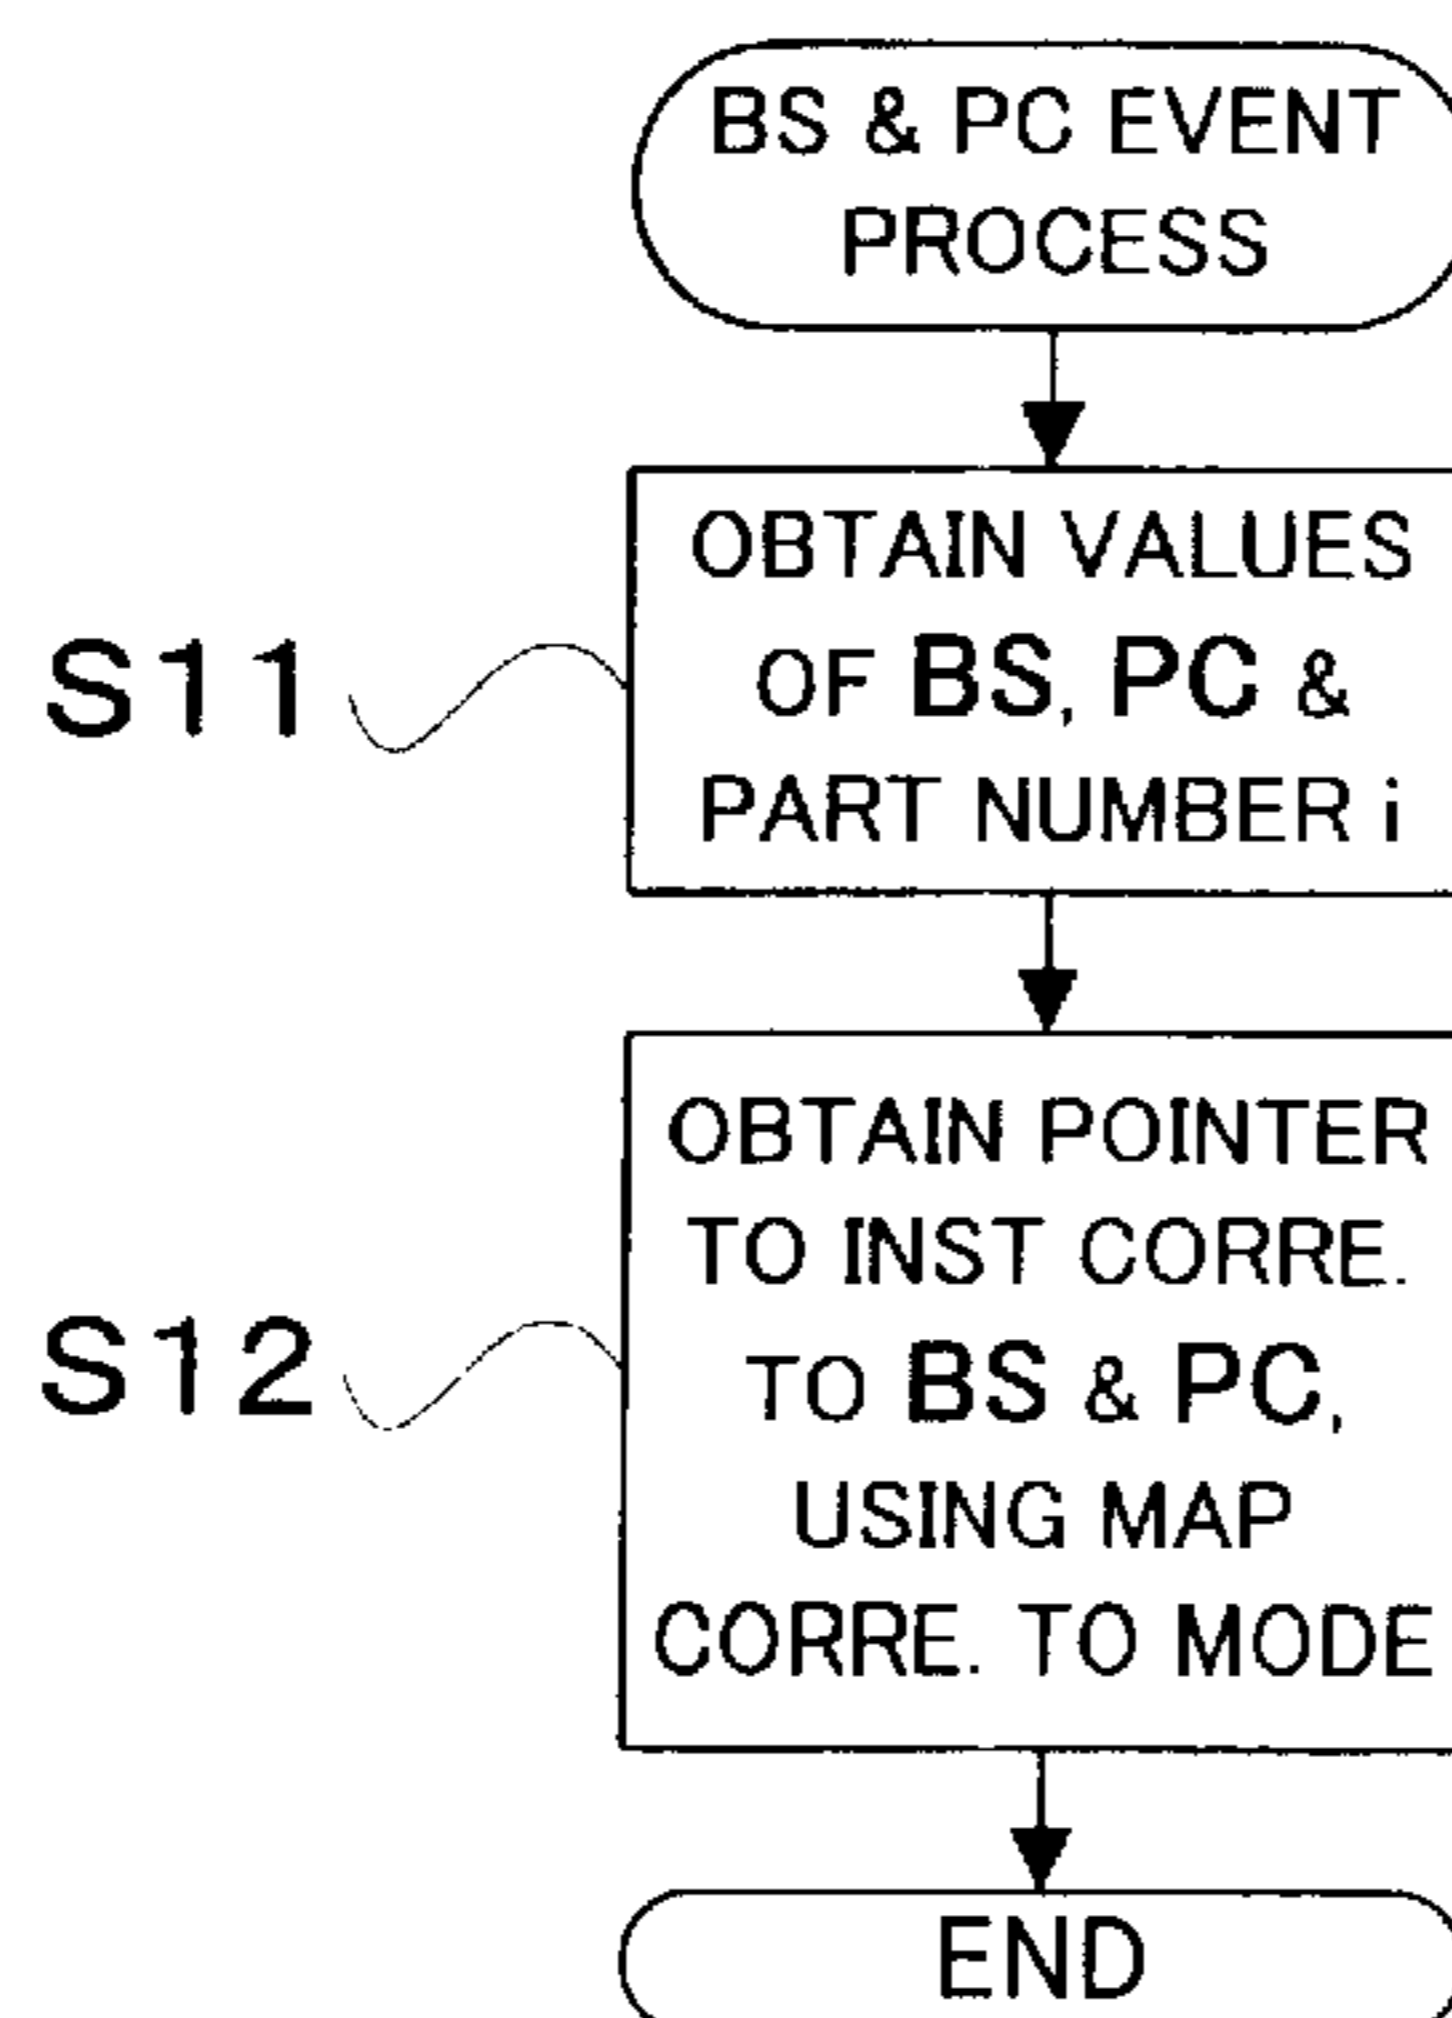 BS & PC EVENT
PROCESS
OBTAIN VALUES
S11
OF BS, PC &
PART NUMBER i
OBTAIN POINTER
TO INST CORRE.
S12
TO BS & PC,
USING MAP
CORRE. TO MODE
END